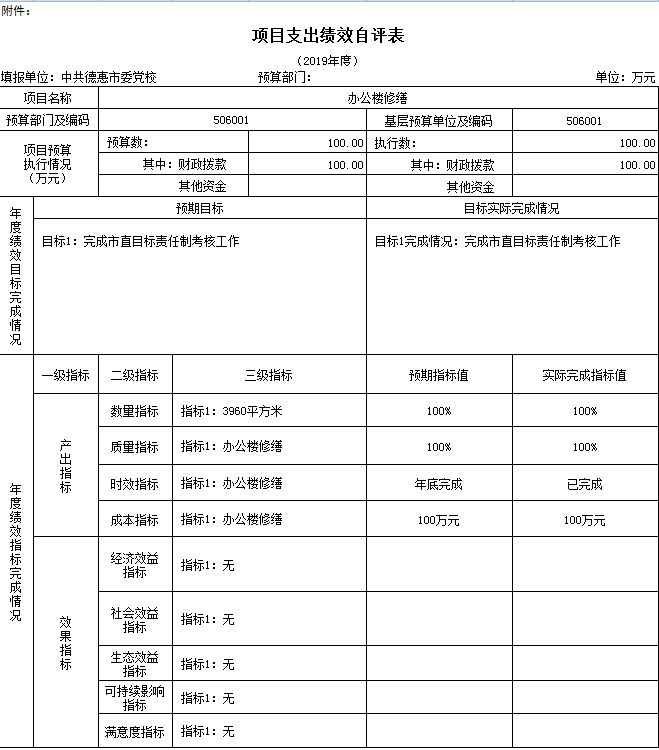 附件：
项目支出绩效自评表
（2019年度）
填报单位：中共德惠市委党校 预算部门： 单位：万元
项目名称 办公楼修缮
预算部门及编码 506001 基层预算单位及编码 506001
项目预算
执行情况
（万元）
预算数： 100.00 执行数： 100.00
其中：财政拨款 100.00 其中：财政拨款 100.00
其他资金 其他资金
年度绩效目标完成情况
预期目标 目标实际完成情况
目标1：完成市直目标责任制考核工作 目标1完成情况：完成市直目标责任制考核工作
年度绩效指标完成情况
一级指标 二级指标 三级指标 预期指标值 实际完成指标值
产出指标
数量指标 指标1：3960平方米 100% 100%
质量指标 指标1：办公楼修缮 100% 100%
时效指标 指标1：办公楼修缮 年底完成 已完成
成本指标 指标1：办公楼修缮 100万元 100万元
效果指标
经济效益
指标 指标1：无
社会效益
指标 指标1：无
生态效益
指标 指标1：无
可持续影响
指标 指标1：无
满意度指标 指标1：无